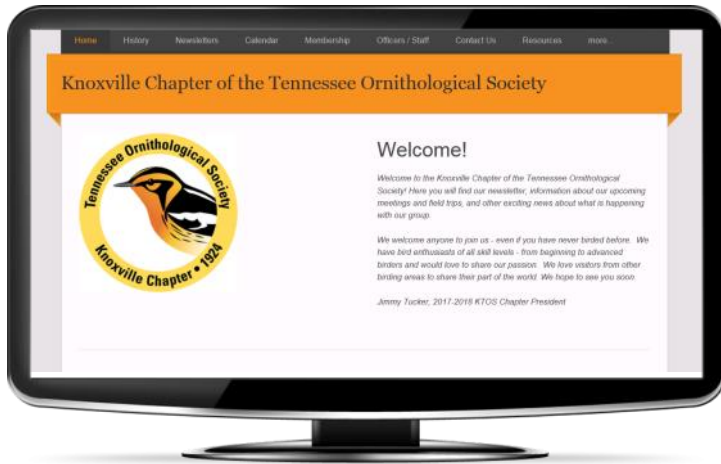 Home History Newsletters Calendar Membership Officers / Staff Contact Us Resources more...
Knoxville Chapter of the Tennessee Ornithological Society
Tennessee Ornithological Society
Knoxville Chapter • 1924
Welcome!
Welcome to the Knoxville Chapter of the Tennessee Ornithological
Society! Here you will find our newsletter, information about our upcoming
meetings and field trips, and other exciting news about what is happening
with our group.
We welcome anyone to join us - even if you have never birded before. We
have bird enthusiasts of all skill levels - from beginning to advanced
birders and would love to share our passion. We love visitors from other
birding areas to share their part of the world. We hope to see you soon.
Jimmy Tucker, 2017-2018 KTOS Chapter President